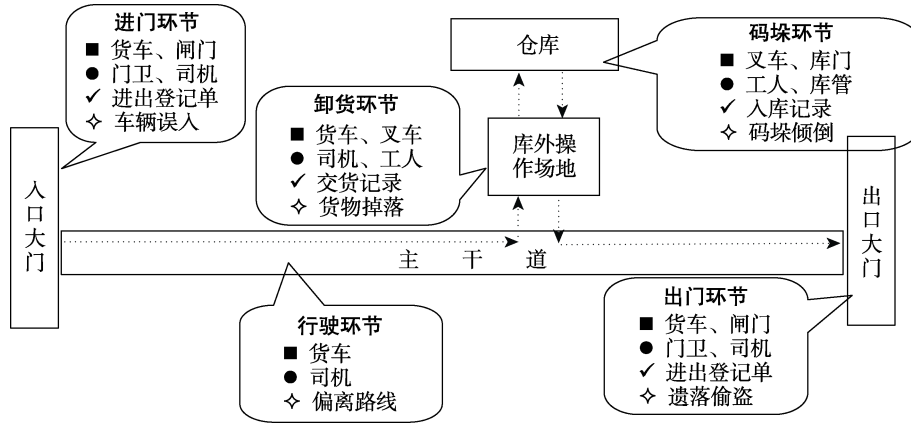 进门环节
■ 货车、闸门
● 门卫、司机
✓ 进出登记单
✧ 车辆误入
仓库
码垛环节
■ 叉车、库门
● 工人、库管
✓ 入库记录
✧ 码垛倾倒
卸货环节
■ 货车、叉车
● 司机、工人
✓ 交货记录
✧ 货物掉落
库外操
作场地
入口大门
主干道
出口大门
行驶环节
■ 货车
● 司机
✧ 偏离路线
出门环节
■ 货车、闸门
● 门卫、司机
✓ 进出登记单
✧ 遗落偷盗